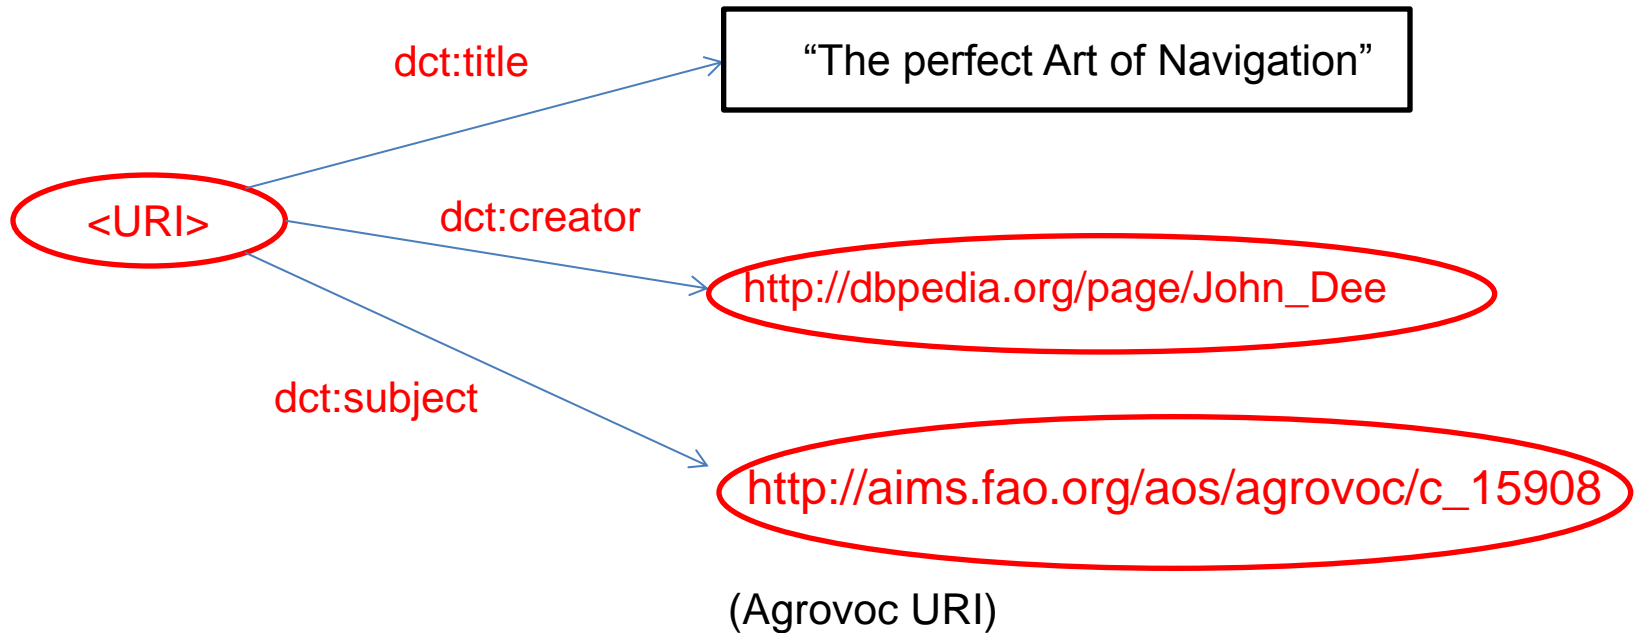 dct:title
“The perfect Art of Navigation”
<URI>
dct:creator
http://dbpedia.org/page/John_Dee
dct:subject
http://aims.fao.org/aos/agrovoc/c_15908
(Agrovoc URI)